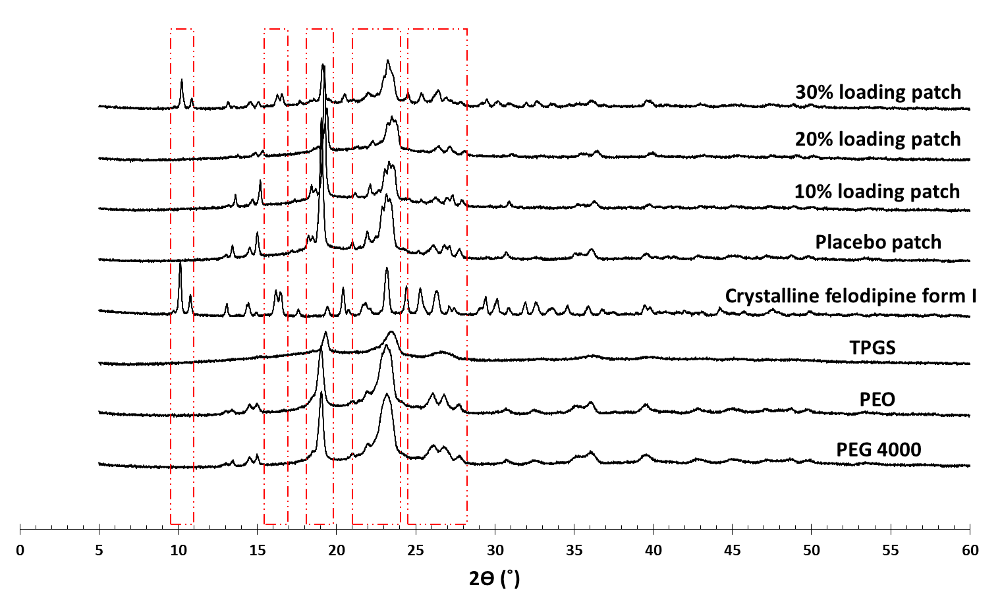 30% loading patch
20% loading patch
10% loading patch
Placebo patch
Crystalline felodipine form I
TPGS
PEO
PEG 4000
0 5 10 15 20 25 30 35 40 45 50 55 60
2ϴ (˚)